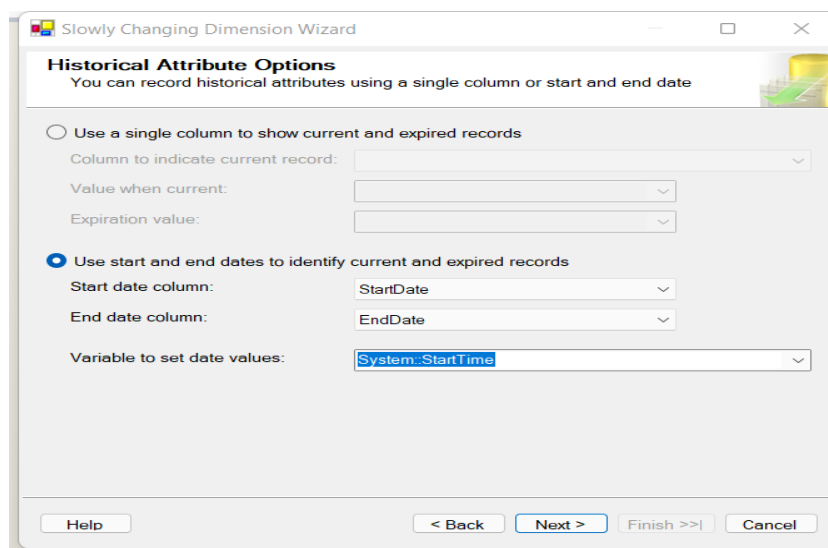 Slowly Changing Dimension Wizard
Historical Attribute Options
You can record historical attributes using a single column or start and end date
Use a single column to show current and expired records
Column to indicate current record:
Value when current:
Expiration value:
Use start and end dates to identify current and expired records
Start date column: StartDate
End date column: EndDate
Variable to set date values: System::StartTime
Help < Back Next > Finish >>| Cancel